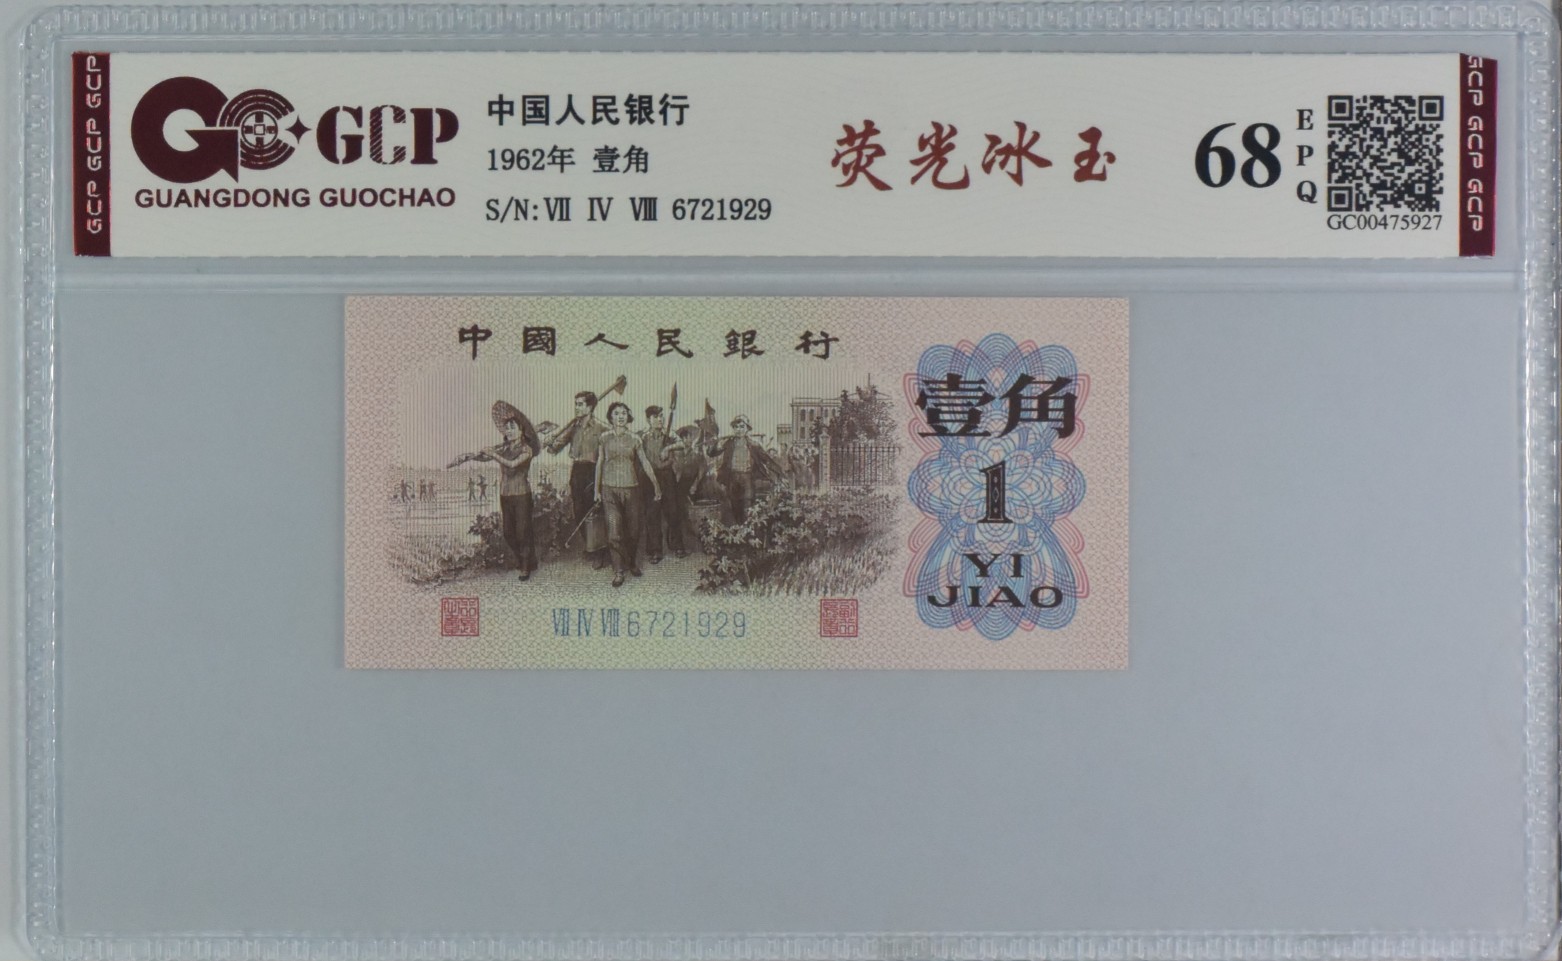 GCP GCP GCP
GCP
GUANGDONG GUOCHAO
中国人民银行
1962年 壹角
S/N: Ⅶ Ⅳ Ⅷ 6721929
荧光冰玉
68
EPQ
GC00475927
GCP GCP GCP
中國人民銀行
壹角
1
YI
JIAO
Ⅶ Ⅳ Ⅷ 6721929